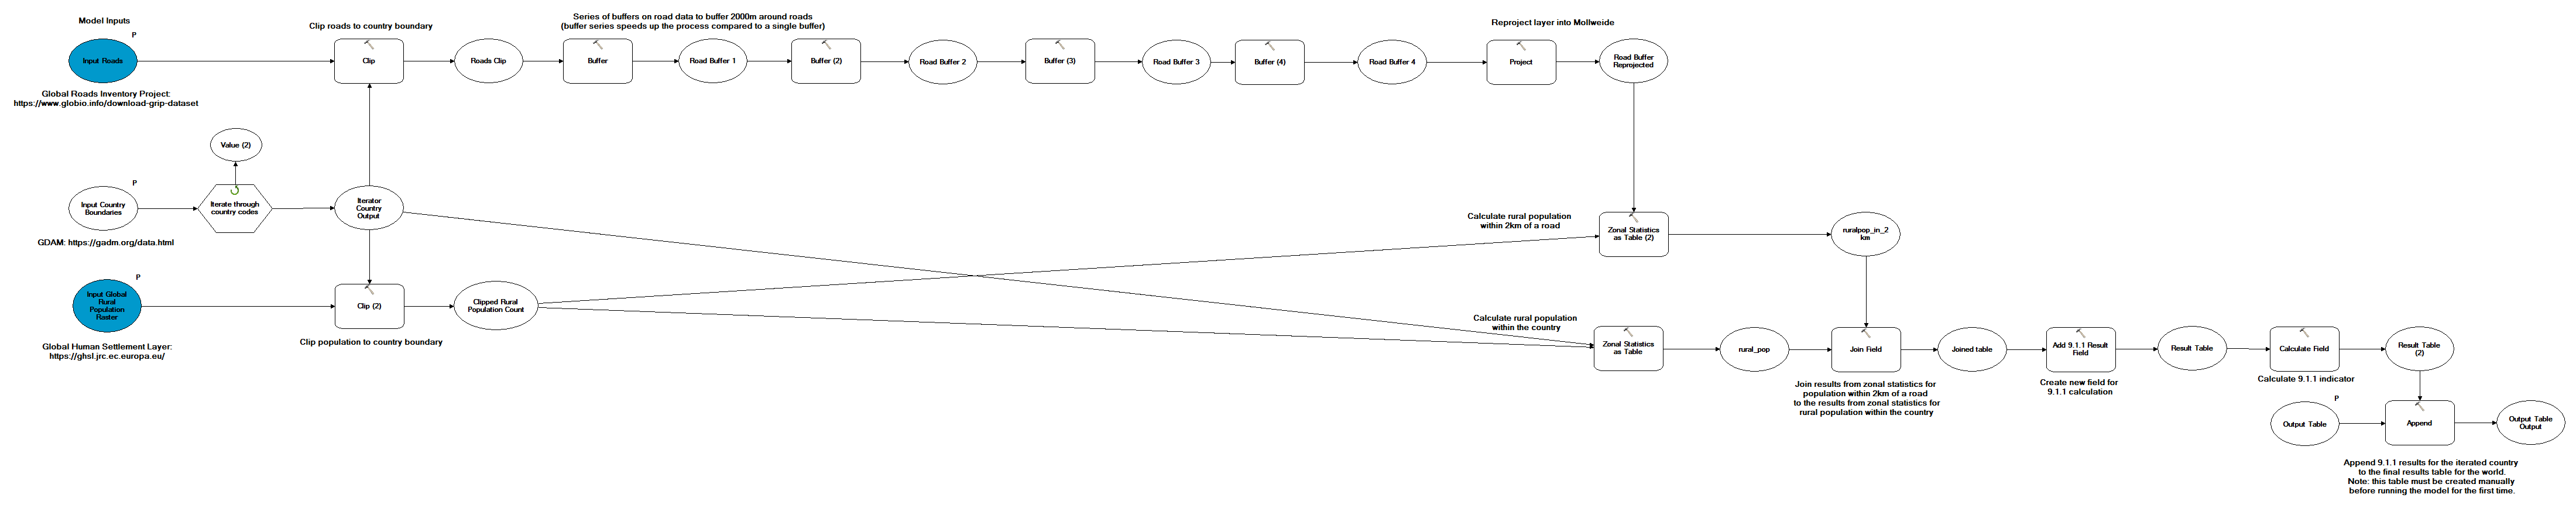 Model Inputs
P
Input Roads
Global Roads Inventory Project:
https://www.globio.info/download-grip-dataset
Clip roads to country boundary
Clip
Roads Clip
Series of buffers on road data to buffer 2000m around roads
(buffer series speeds up the process compared to a single buffer)
Buffer
Road Buffer 1
Buffer (2)
Road Buffer 2
Buffer (3)
Road Buffer 3
Buffer (4)
Road Buffer 4
Reproject layer into Mollweide
Project
Road Buffer
Reprojected
Value (2)
P
Input Country
Boundaries
GDAM: https://gadm.org/data.html
Iterate through
country codes
Iterator
Country
Output
Calculate rural population
within 2km of a road
Zonal Statistics
as Table (2)
ruralpop_in_2
km
P
Input Global
Rural
Population
Raster
Global Human Settlement Layer:
https://ghsl.jrc.ec.europa.eu/
Clip (2)
Clip population to country boundary
Clipped Rural
Population Count
Calculate rural population
within the country
Zonal Statistics
as Table
rural_pop
Join Field
Join results from zonal statistics for
population within 2km of a road
to the results from zonal statistics for
rural population within the country
Joined table
Add 9.1.1 Result
Field
Create new field for
9.1.1 calculation
Result Table
Calculate Field
Calculate 9.1.1 indicator
Result Table
(2)
P
Output Table
Append
Output Table
Output
Append 9.1.1 results for the iterated country
to the final results table for the world.
Note: this table must be created manually
before running the model for the first time.